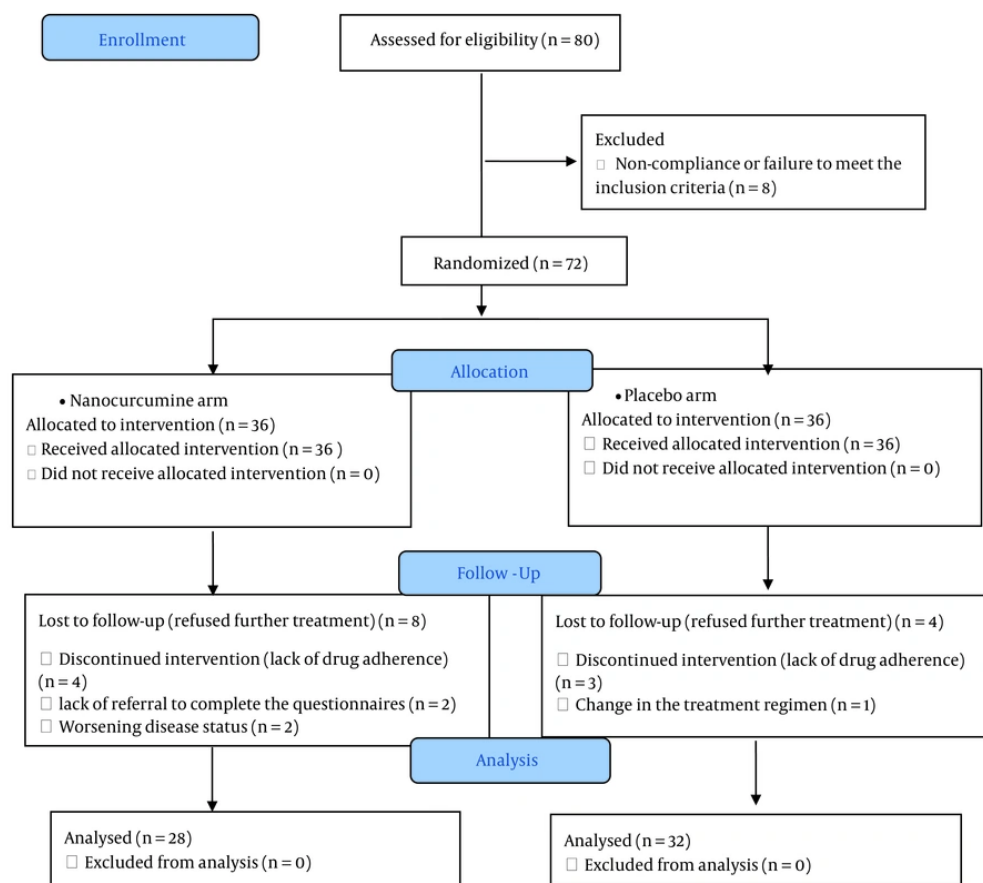 Enrollment
Assessed for eligibility (n = 80)
Excluded
□ Non-compliance or failure to meet the
inclusion criteria (n = 8)
Randomized (n = 72)
Allocation
• Nanocurcumine arm
Allocated to intervention (n = 36)
□ Received allocated intervention (n = 36 )
□ Did not receive allocated intervention (n = 0)
• Placebo arm
Allocated to intervention (n = 36)
□ Received allocated intervention (n = 36)
□ Did not receive allocated intervention (n = 0)
Follow -Up
Lost to follow-up (refused further treatment) (n = 8)
□ Discontinued intervention (lack of drug adherence)
(n = 4)
□ lack of referral to complete the questionnaires (n = 2)
□ Worsening disease status (n = 2)
Lost to follow-up (refused further treatment) (n = 4)
□ Discontinued intervention (lack of drug adherence)
(n = 3)
□ Change in the treatment regimen (n = 1)
Analysis
Analysed (n = 28)
□ Excluded from analysis (n = 0)
Analysed (n = 32)
□ Excluded from analysis (n = 0)